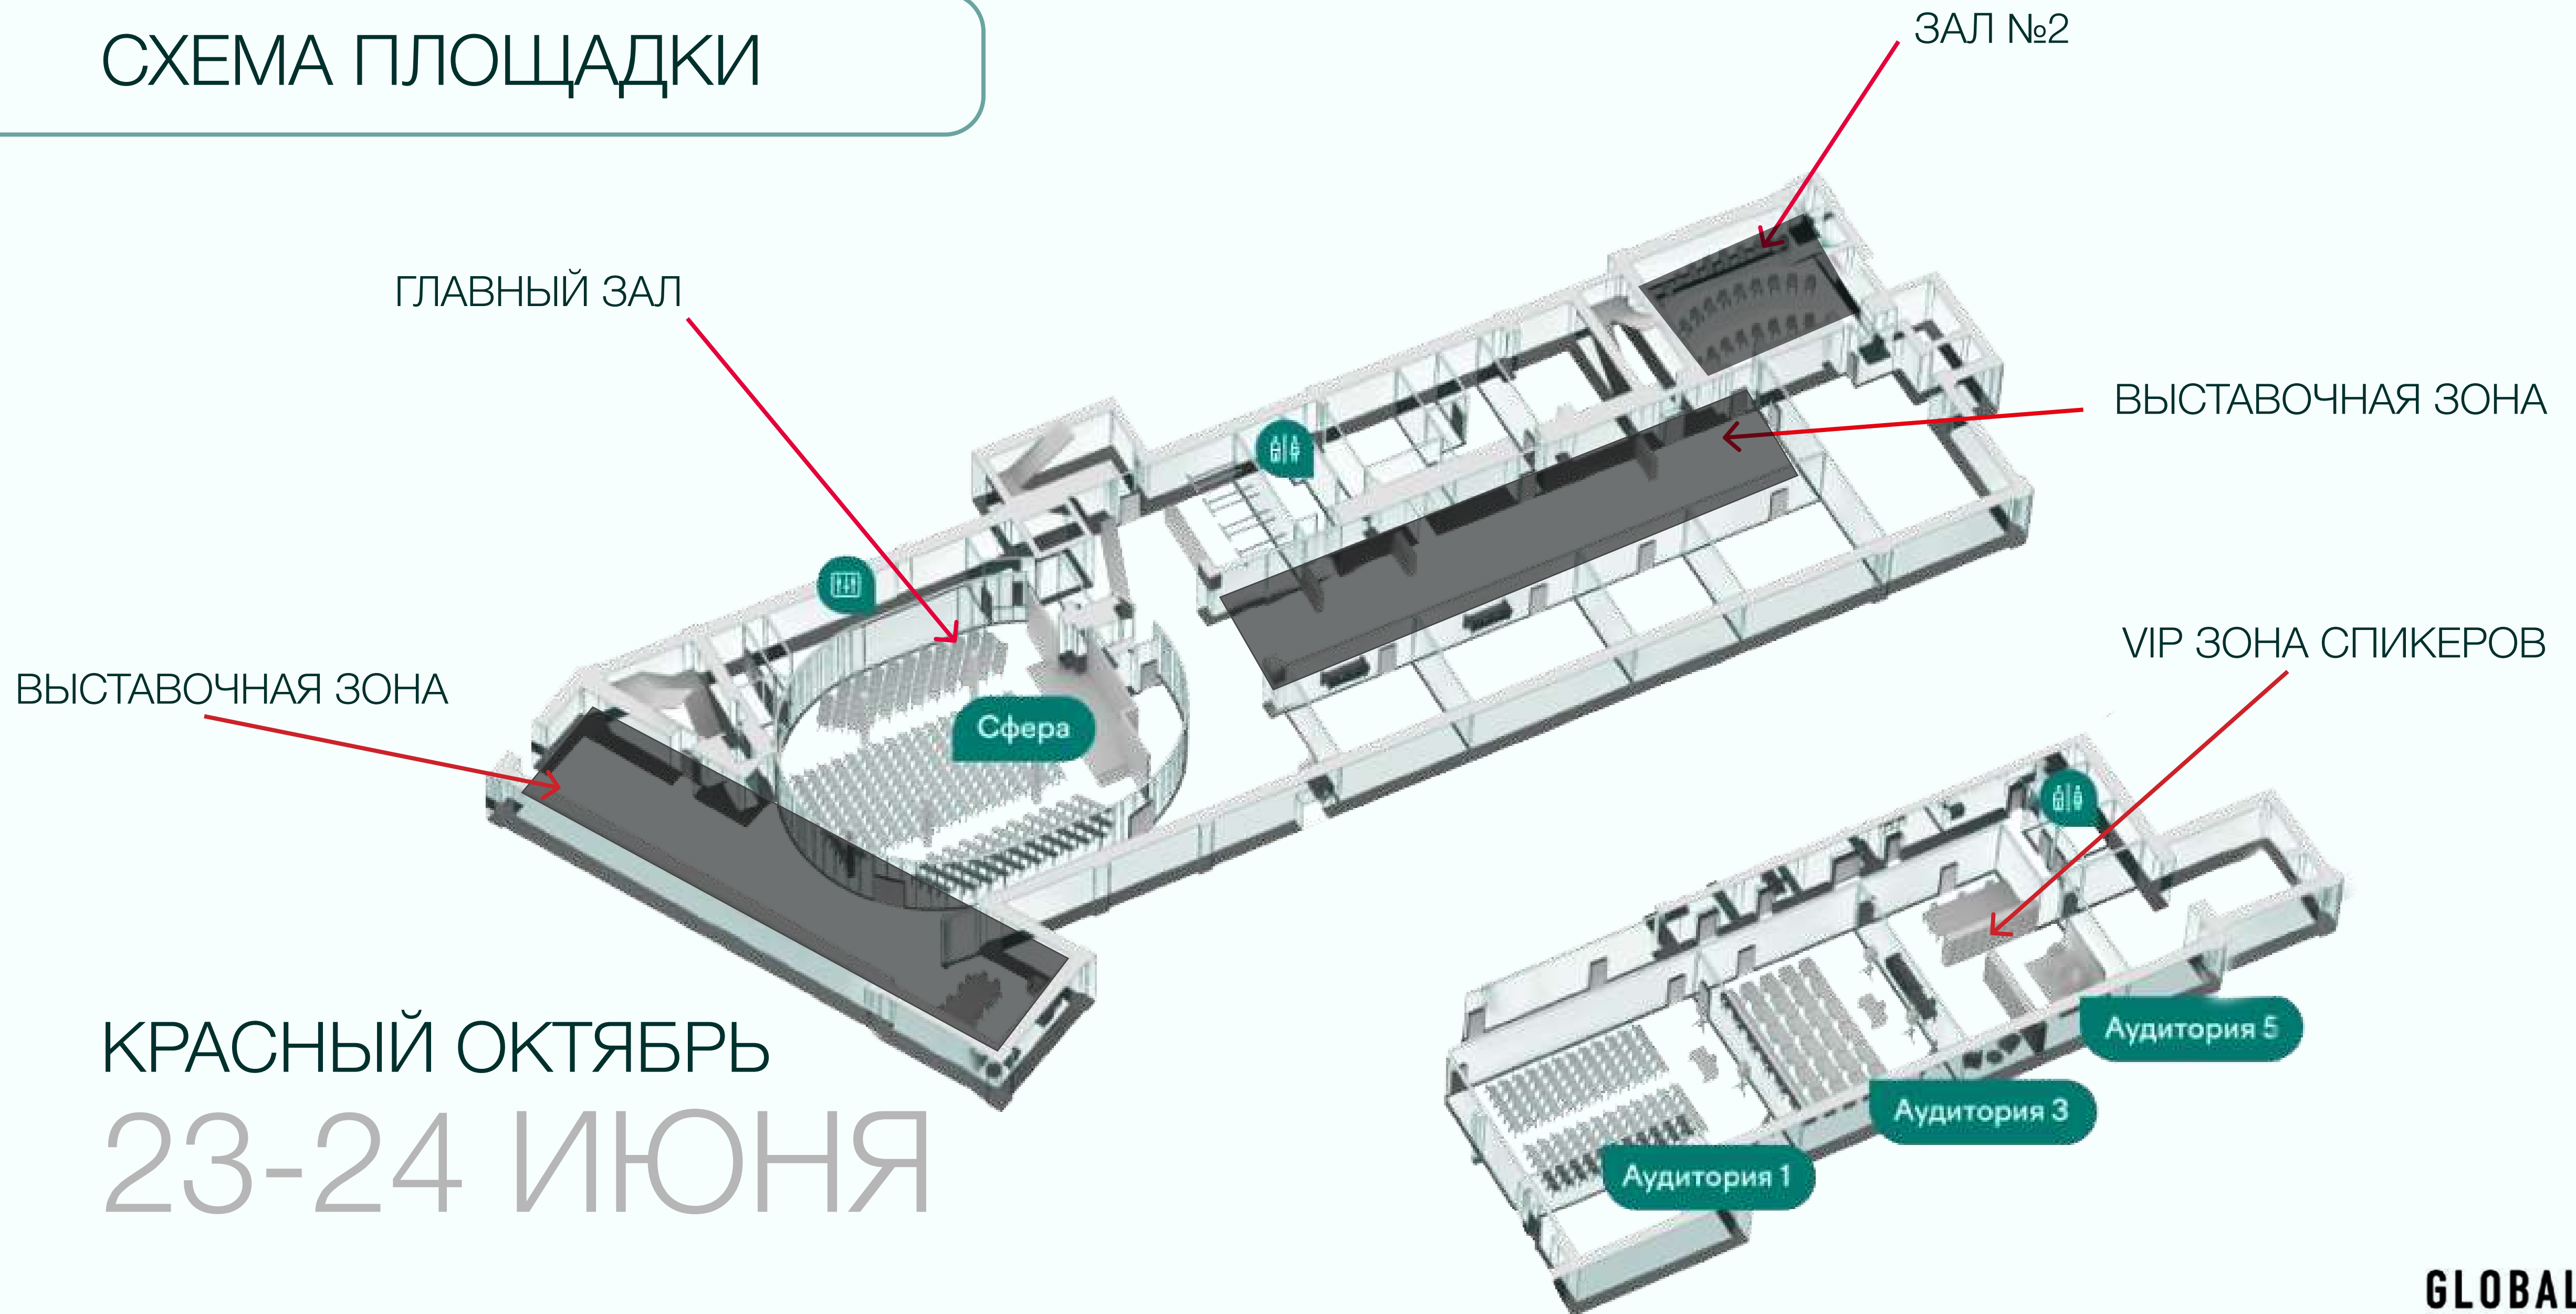 СХЕМА ПЛОЩАДКИ
ЗАЛ №2
ГЛАВНЫЙ ЗАЛ
ВЫСТАВОЧНАЯ ЗОНА
VIP ЗОНА СПИКЕРОВ
ВЫСТАВОЧНАЯ ЗОНА
Сфера
Аудитория 5
Аудитория 3
Аудитория 1
КРАСНЫЙ ОКТЯБРЬ
23-24 ИЮНЯ
GLOBAL